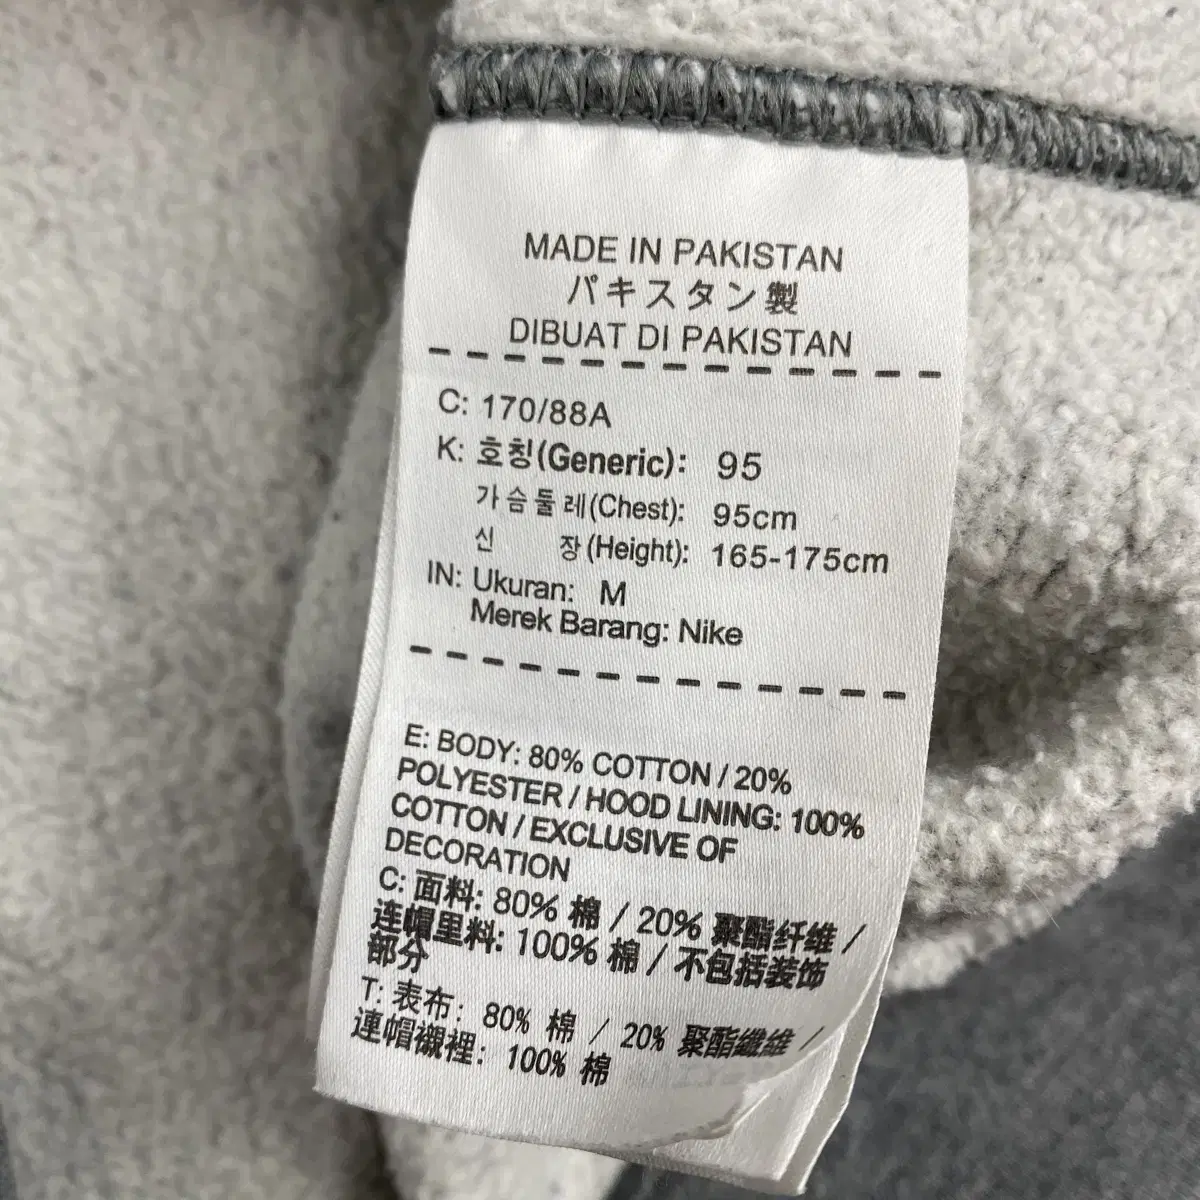 MADE IN PAKISTAN
パキスタン製
DIBUAT DI PAKISTAN
C: 170/88A
K: 호칭(Generic): 95
가슴둘레(Chest): 95cm
신 장(Height): 165-175cm
IN: Ukuran: M
Merek Barang: Nike
E: BODY: 80% COTTON / 20%
POLYESTER / HOOD LINING: 100%
COTTON / EXCLUSIVE OF
DECORATION
C: 面料: 80% 棉 / 20% 聚酯纤维 /
连帽里料: 100% 棉 / 不包括装饰
部分
T: 表布: 80% 棉 / 20% 聚酯纖維 /
連帽襯裡: 100% 棉